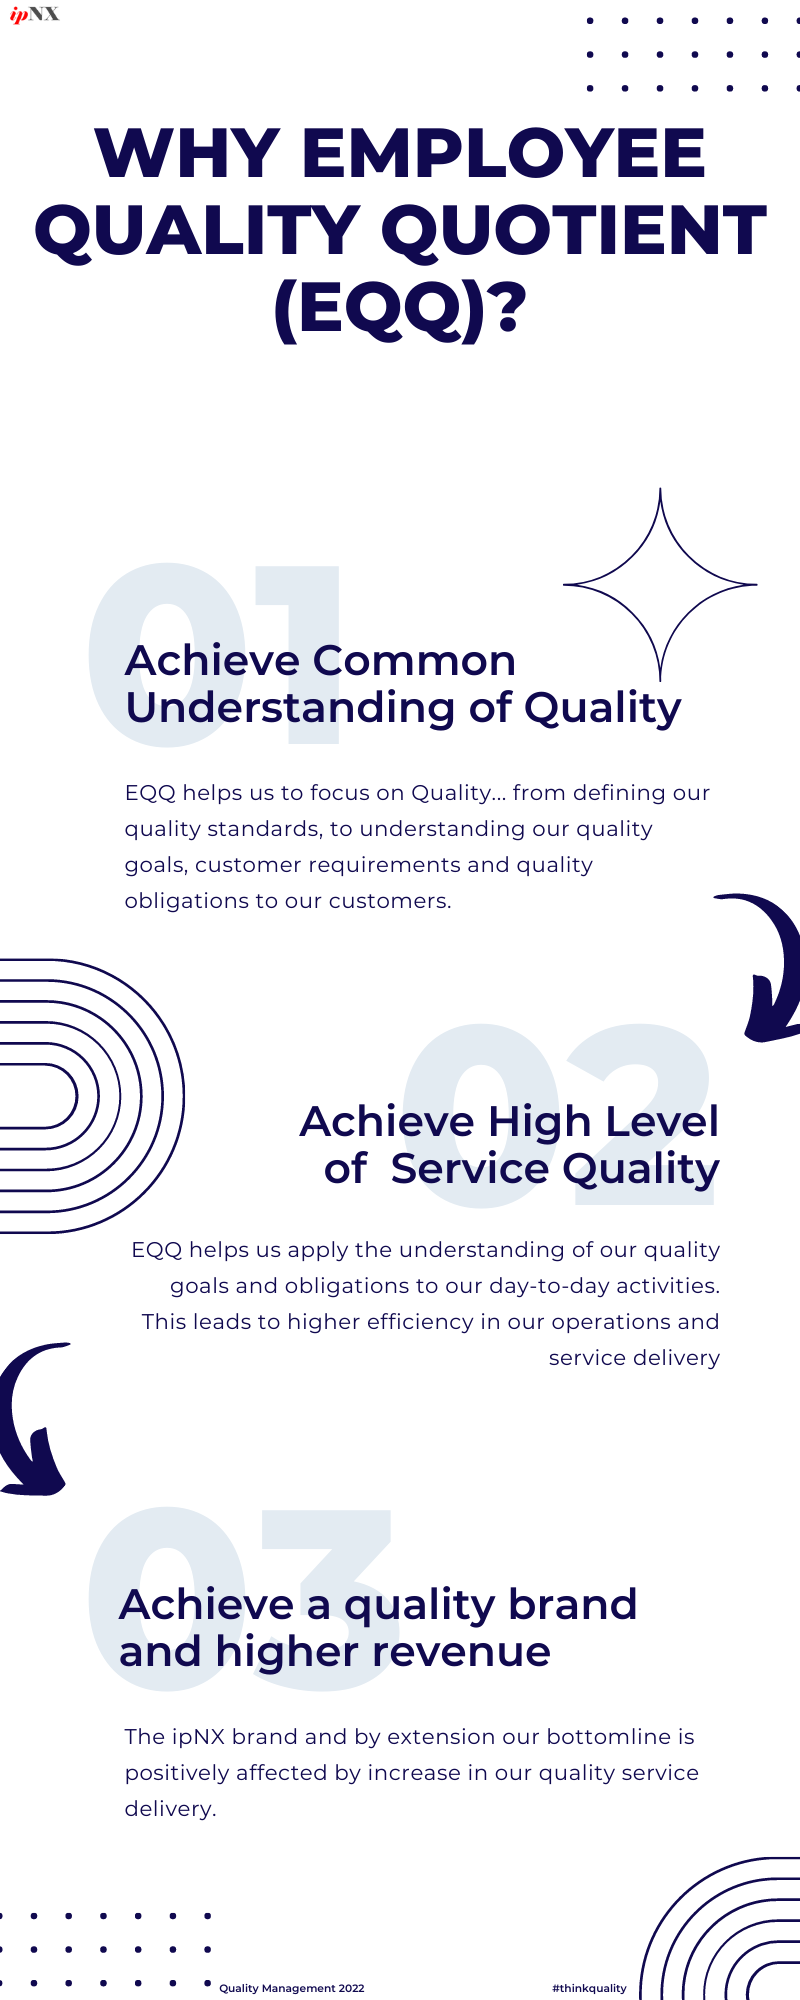 ipNX
WHY EMPLOYEE
QUALITY QUOTIENT
(EQQ)?
01
Achieve Common
Understanding of Quality
EQQ helps us to focus on Quality... from defining our
quality standards, to understanding our quality
goals, customer requirements and quality
obligations to our customers.
02
Achieve High Level
of  Service Quality
EQQ helps us apply the understanding of our quality
goals and obligations to our day-to-day activities.
This leads to higher efficiency in our operations and
service delivery
03
Achieve a quality brand
and higher revenue
The ipNX brand and by extension our bottomline is
positively affected by increase in our quality service
delivery.
Quality Management 2022
#thinkquality